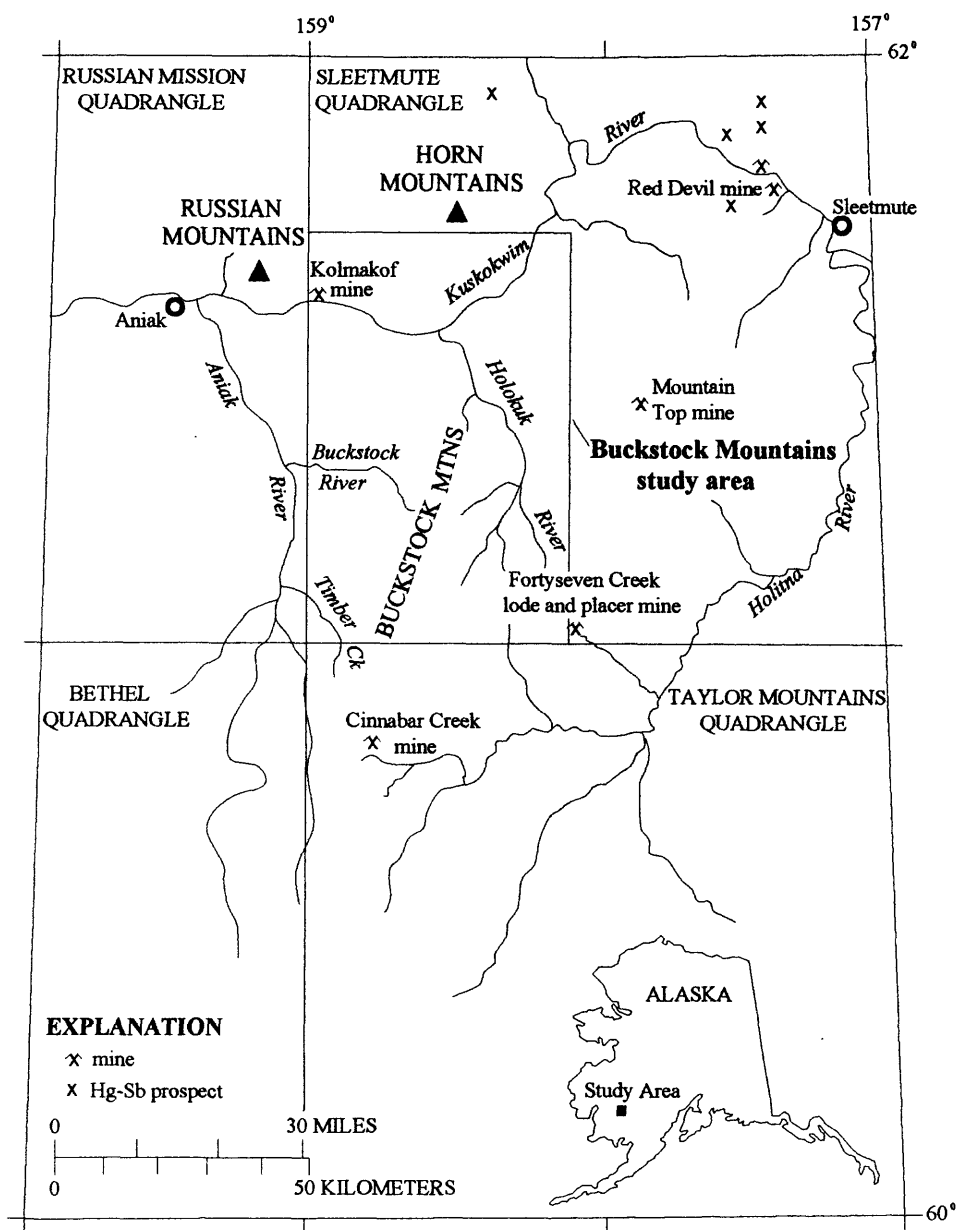 159°
157°
62°
RUSSIAN MISSION
QUADRANGLE
SLEETMUTE
QUADRANGLE
x
x
x
x
River
HORN
MOUNTAINS
Red Devil mine
x
Sleetmute
RUSSIAN
MOUNTAINS
Kolmakof
mine
Kuskokwim
Aniak
Aniak
River
Holokuk
River
Mountain
Top mine
Buckstock
River
BUCKSTOCK MTNS
Buckstock Mountains
study area
River
Holitna
Timber
Ck
Fortyseven Creek
lode and placer mine
BETHEL
QUADRANGLE
TAYLOR MOUNTAINS
QUADRANGLE
Cinnabar Creek
mine
ALASKA
Study Area
EXPLANATION
mine
x Hg-Sb prospect
0 30 MILES
0 50 KILOMETERS
60°